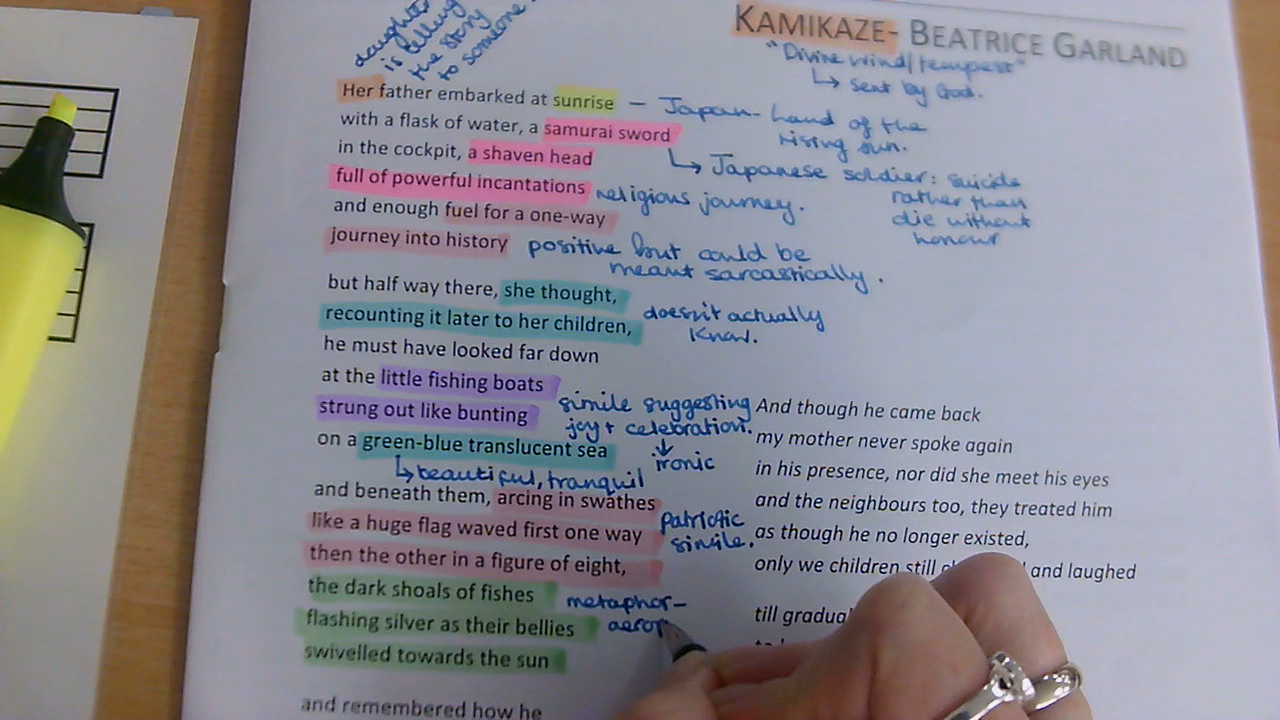 daughter
is telling
the story
to someone.
KAMIKAZE- BEATRICE GARLAND
"Divine wind/tempest"
↳ sent by God.
Her father embarked at sunrise – Japan - land of the
rising sun.
with a flask of water, a samurai sword
↳ Japanese soldier: suicide
rather than
die without
honour
in the cockpit, a shaven head
full of powerful incantations religious journey.
and enough fuel for a one-way
journey into history positive but could be
meant sarcastically.
but half way there, she thought,
recounting it later to her children, doesn't actually
know.
he must have looked far down
at the little fishing boats
strung out like bunting simile suggesting
joy + celebration.
↓
ironic
on a green-blue translucent sea
↳ beautiful, tranquil
and beneath them, arcing in swathes
like a huge flag waved first one way patriotic
simile.
then the other in a figure of eight,
the dark shoals of fishes metaphor-
flashing silver as their bellies aerop
swivelled towards the sun
and remembered how he
And though he came back
my mother never spoke again
in his presence, nor did she meet his eyes
and the neighbours too, they treated him
as though he no longer existed,
only we children still and laughed